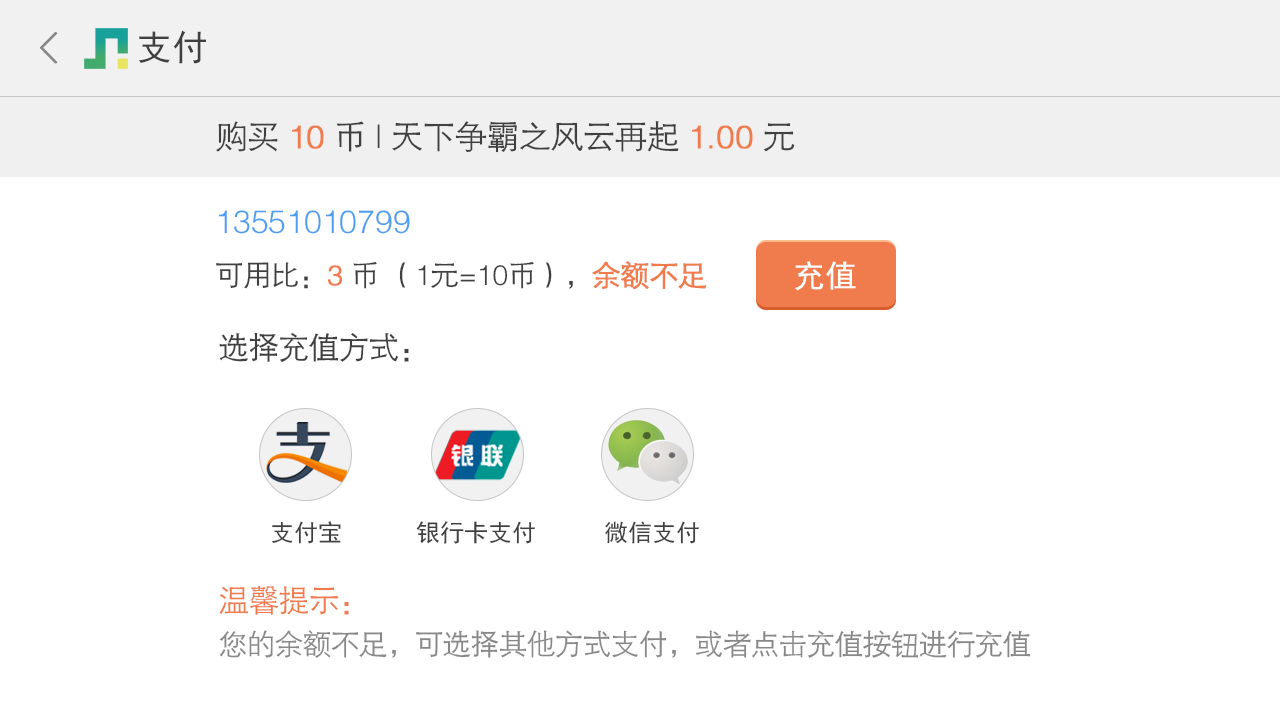 支付
购买 10 币 | 天下争霸之风云再起 1.00 元
13551010799
可用比：3 币 （1元=10币），余额不足
充值
选择充值方式：
支
银联
支付宝 银行卡支付 微信支付
温馨提示：
您的余额不足，可选择其他方式支付，或者点击充值按钮进行充值